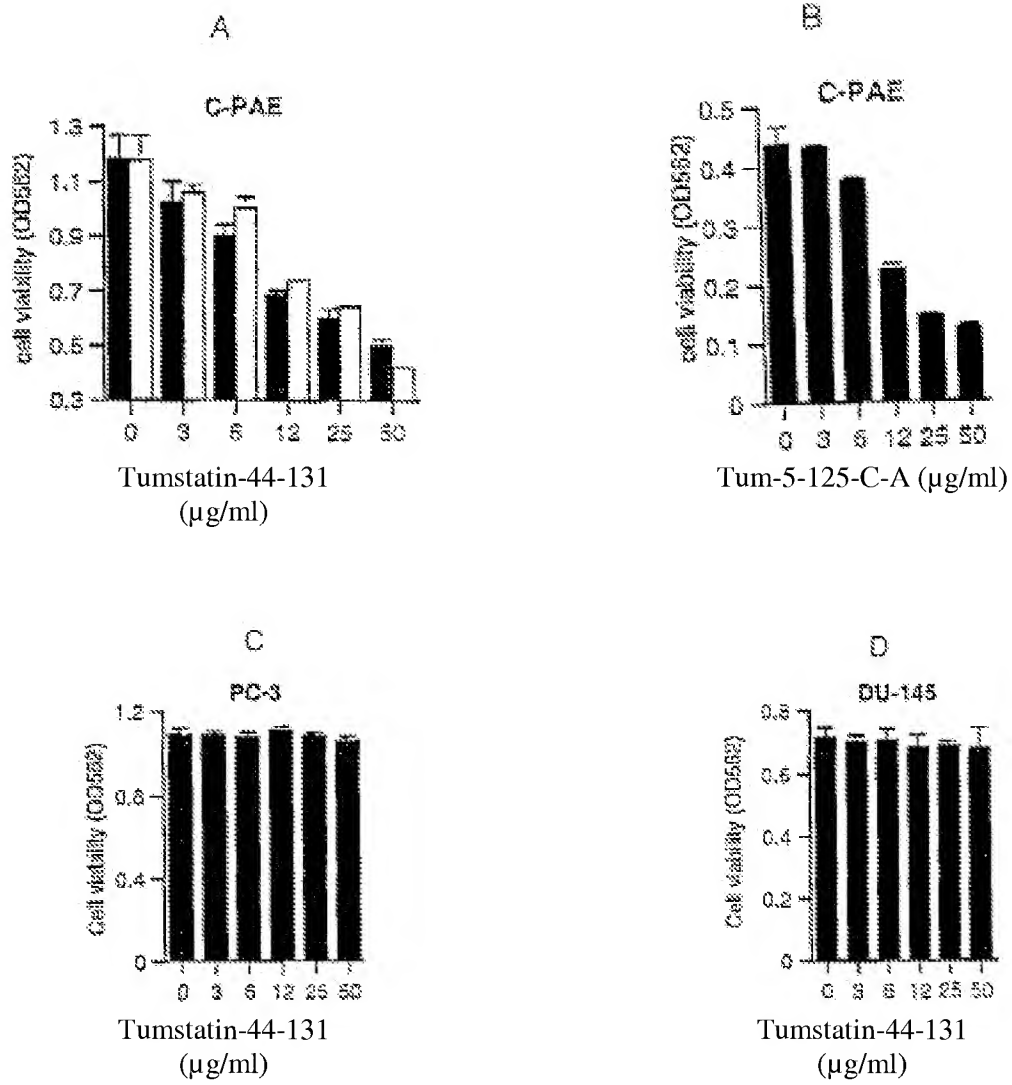 A
C-PAE
cell viability (OD562)
1.3
1.1
0.9
0.7
0.5
0.3
0 3 6 12 25 50
Tumstatin-44-131
(µg/ml)
B
C-PAE
cell viability (OD562)
0.5
0.4
0.3
0.2
0.1
0
0 3 6 12 25 50
Tum-5-125-C-A (µg/ml)
C
PC-3
Cell viability (OD562)
1.2
0.8
0.4
0
0 3 6 12 25 50
Tumstatin-44-131
(µg/ml)
D
DU-145
Cell viability (OD562)
0.8
0.6
0.4
0.2
0
0 3 6 12 25 50
Tumstatin-44-131
(µg/ml)